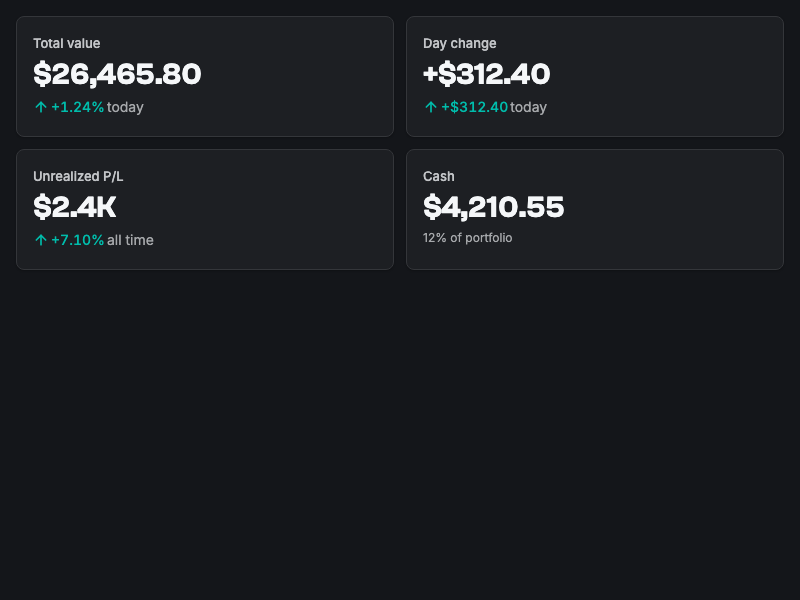 Total value
$26,465.80
↑ +1.24% today
Day change
+$312.40
↑ +$312.40 today
Unrealized P/L
$2.4K
↑ +7.10% all time
Cash
$4,210.55
12% of portfolio